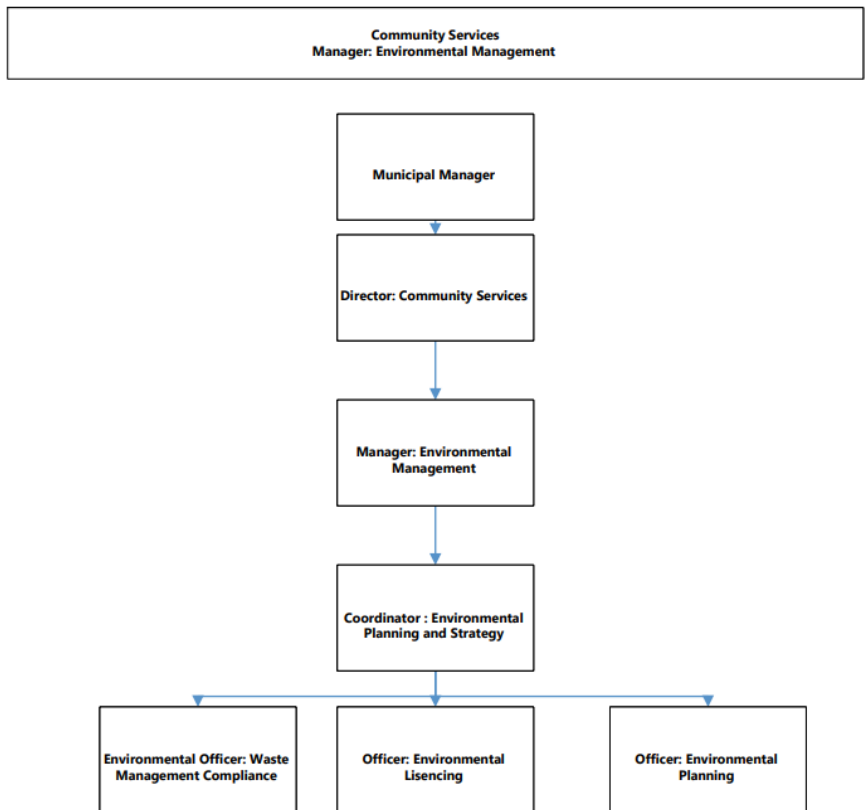 Community Services
Manager: Environmental Management
Municipal Manager
Director: Community Services
Manager: Environmental
Management
Coordinator : Environmental
Planning and Strategy
Environmental Officer: Waste
Management Compliance
Officer: Environmental
Lisencing
Officer: Environmental
Planning